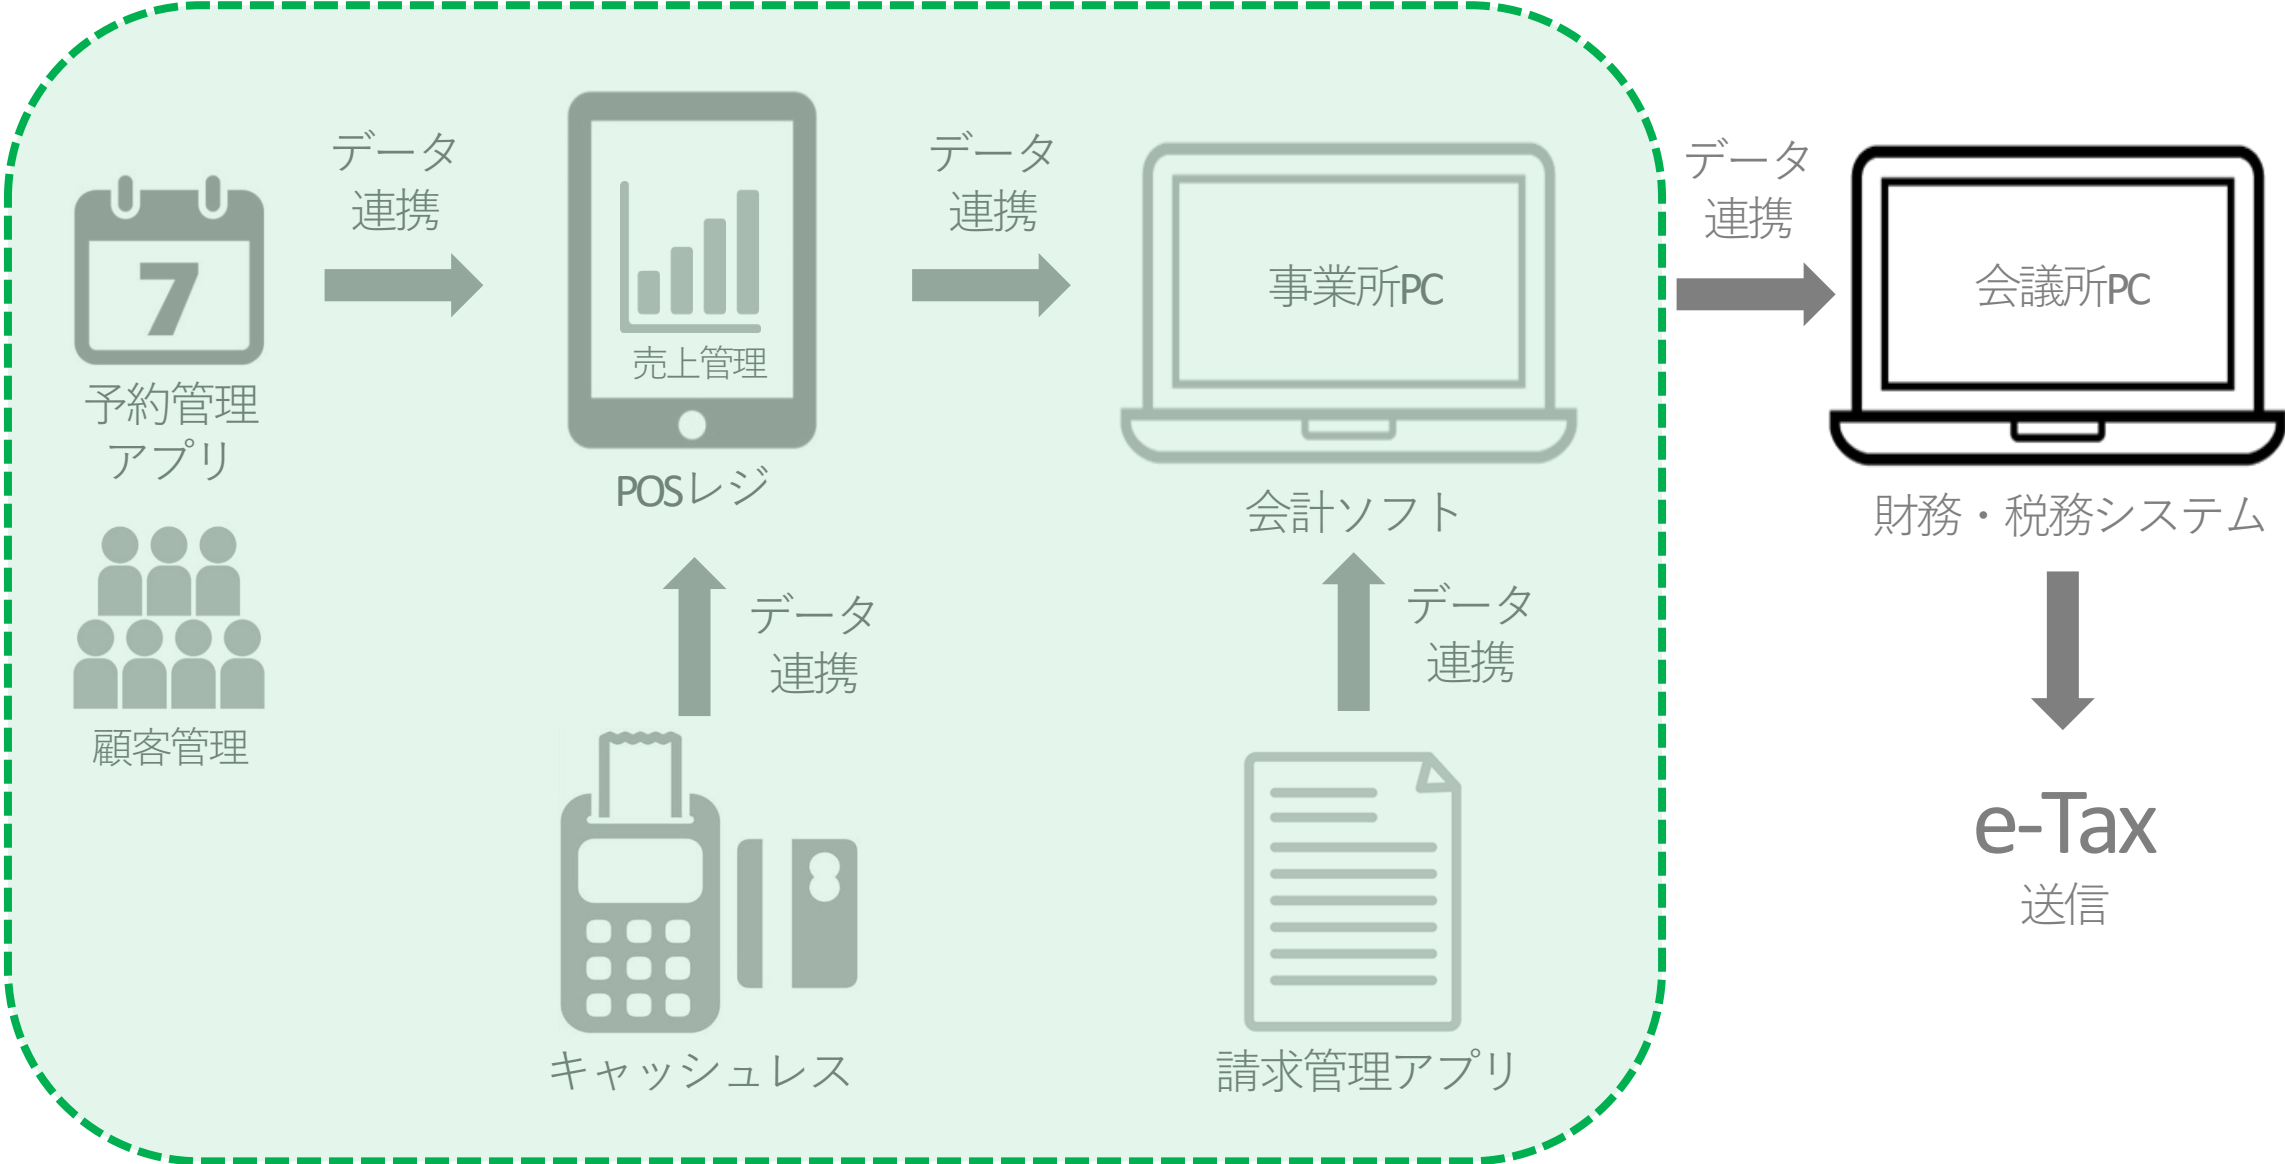 データ
連携
7
予約管理
アプリ
顧客管理
売上管理
POSレジ
データ
連携
キャッシュレス
データ
連携
事業所PC
会計ソフト
データ
連携
請求管理アプリ
データ
連携
会議所PC
財務・税務システム
e-Tax
送信